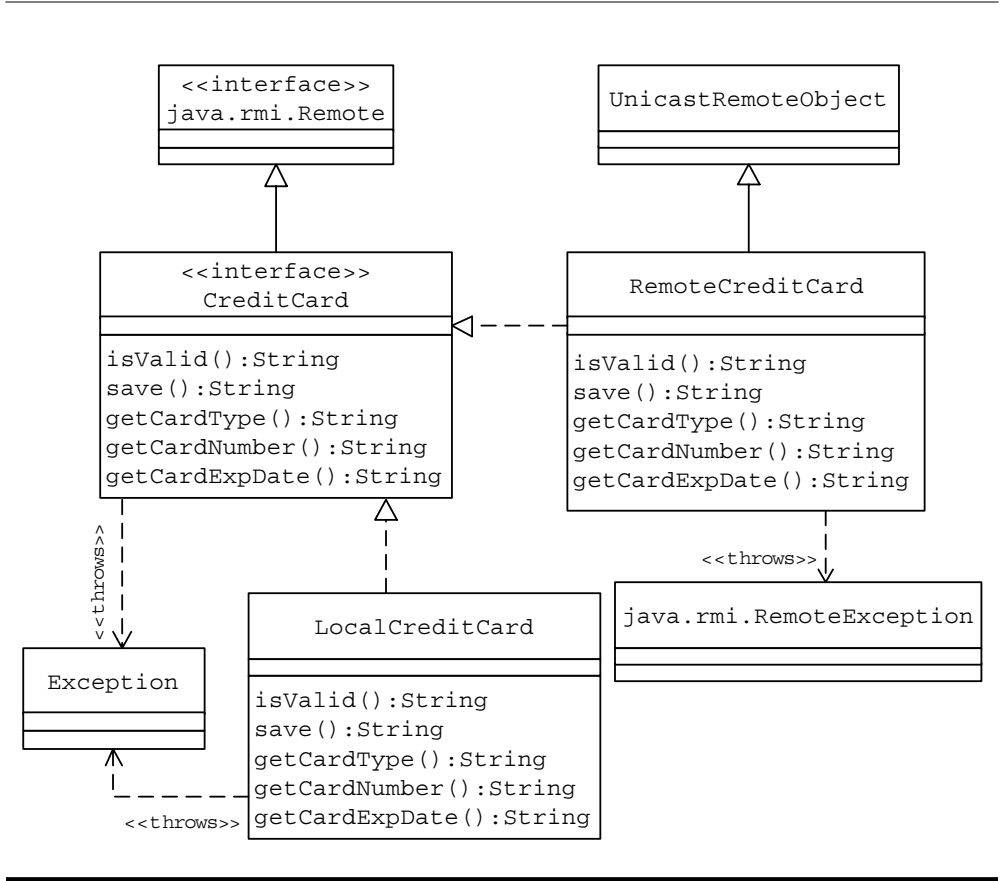 <<interface>>
java.rmi.Remote
UnicastRemoteObject
<<interface>>
CreditCard
isValid():String
save():String
getCardType():String
getCardNumber():String
getCardExpDate():String
RemoteCreditCard
isValid():String
save():String
getCardType():String
getCardNumber():String
getCardExpDate():String
<<throws>>
<<throws>>
java.rmi.RemoteException
Exception
LocalCreditCard
isValid():String
save():String
getCardType():String
getCardNumber():String
getCardExpDate():String
<<throws>>